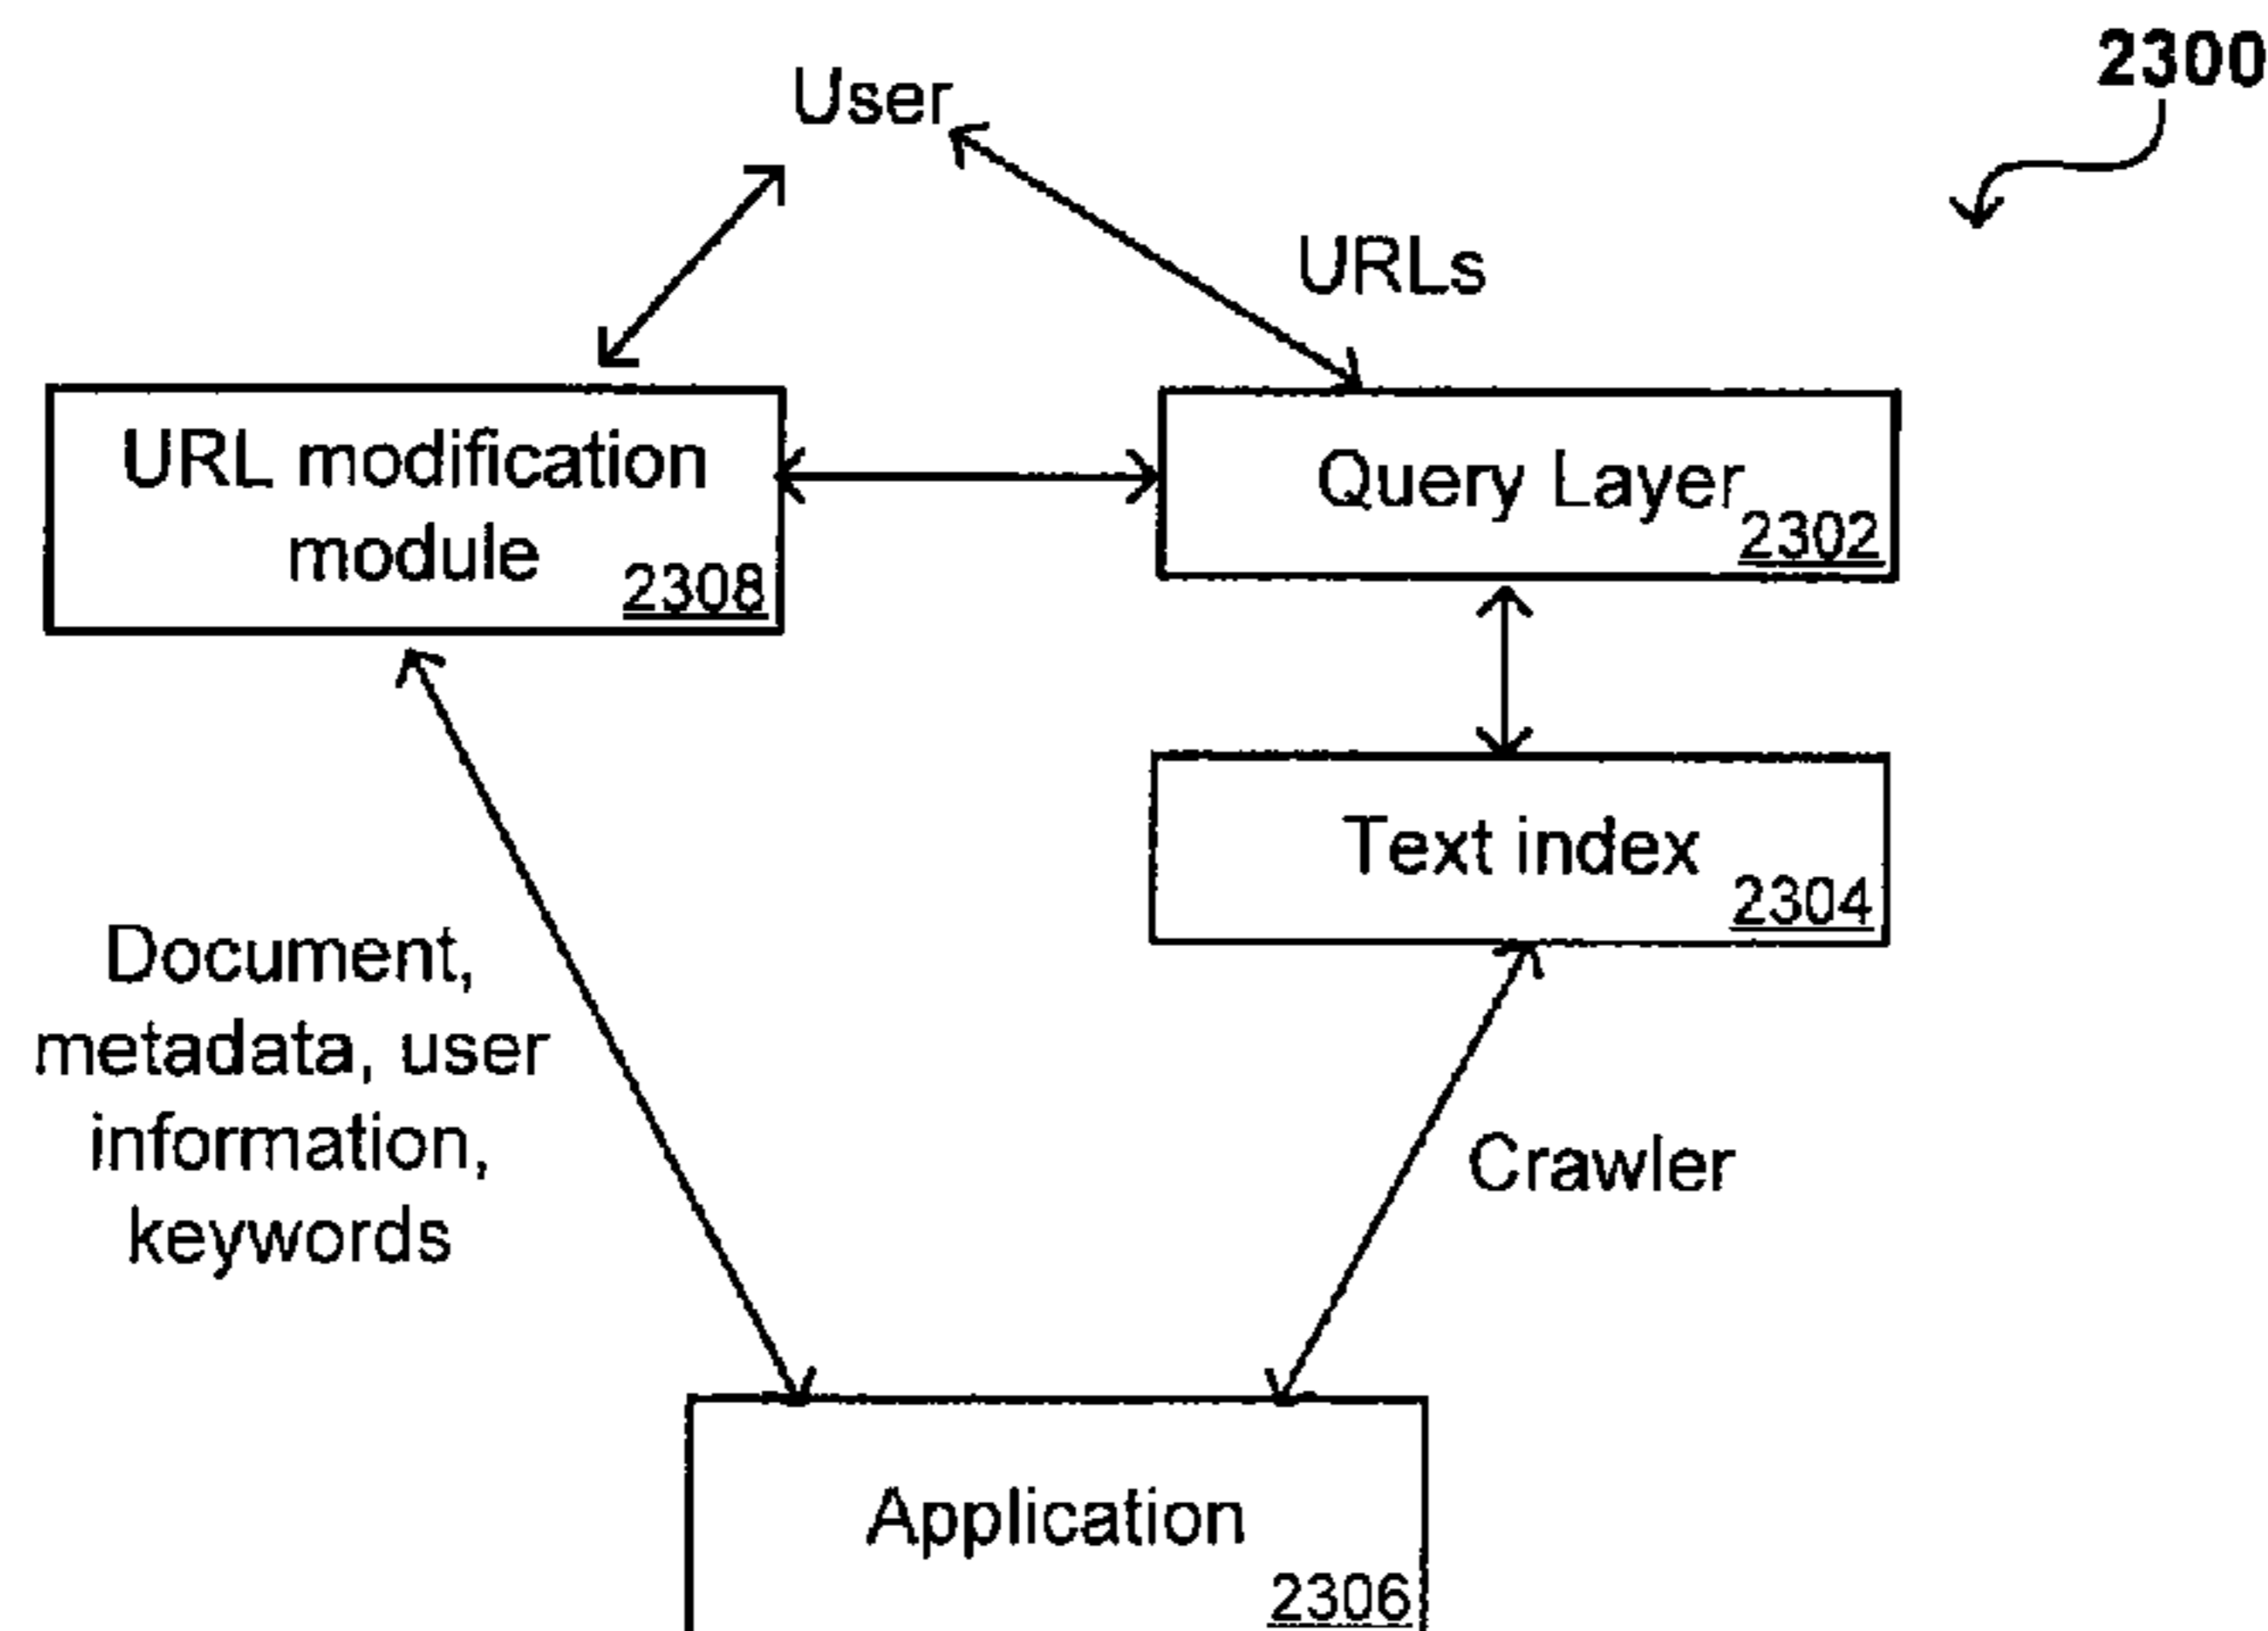 2300
User
URLs
URL modification
module
2308
Query Layer
2302
Text index
2304
Document,
metadata, user
information,
keywords
Crawler
Application
2306